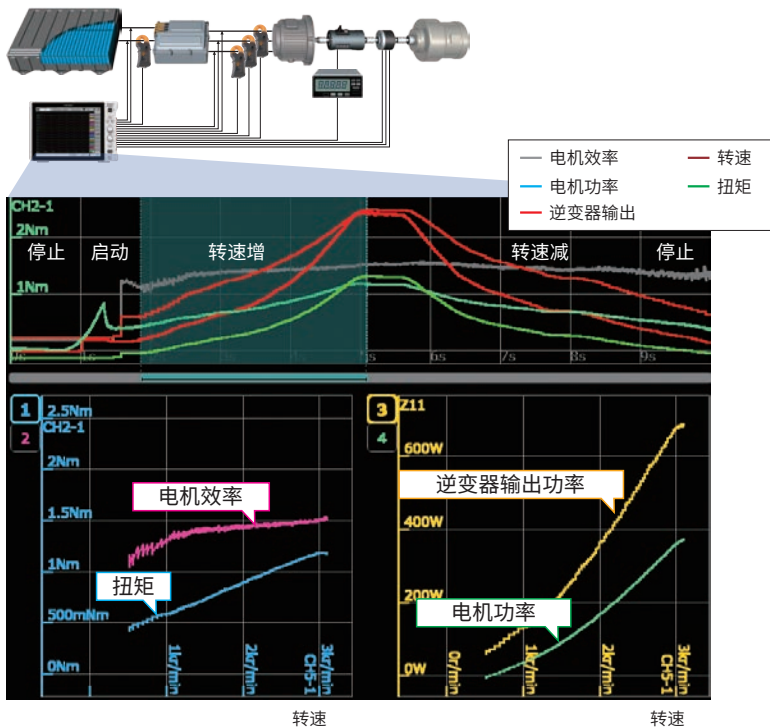 电机效率
转速
电机功率
扭矩
逆变器输出
CH2-1
2Nm
停止
启动
转速增
转速减
停止
1Nm
6s
7s
8s
9s
1
2
2.5Nm
CH2-1
2Nm
电机效率
1.5Nm
1Nm
扭矩
500mNm
0Nm
1kr/min
2kr/min
3kr/min
CH5-1
转速
3
4
Z11
600W
逆变器输出功率
400W
200W
电机功率
0W
0r/min
1kr/min
2kr/min
3kr/min
CH5-1
转速